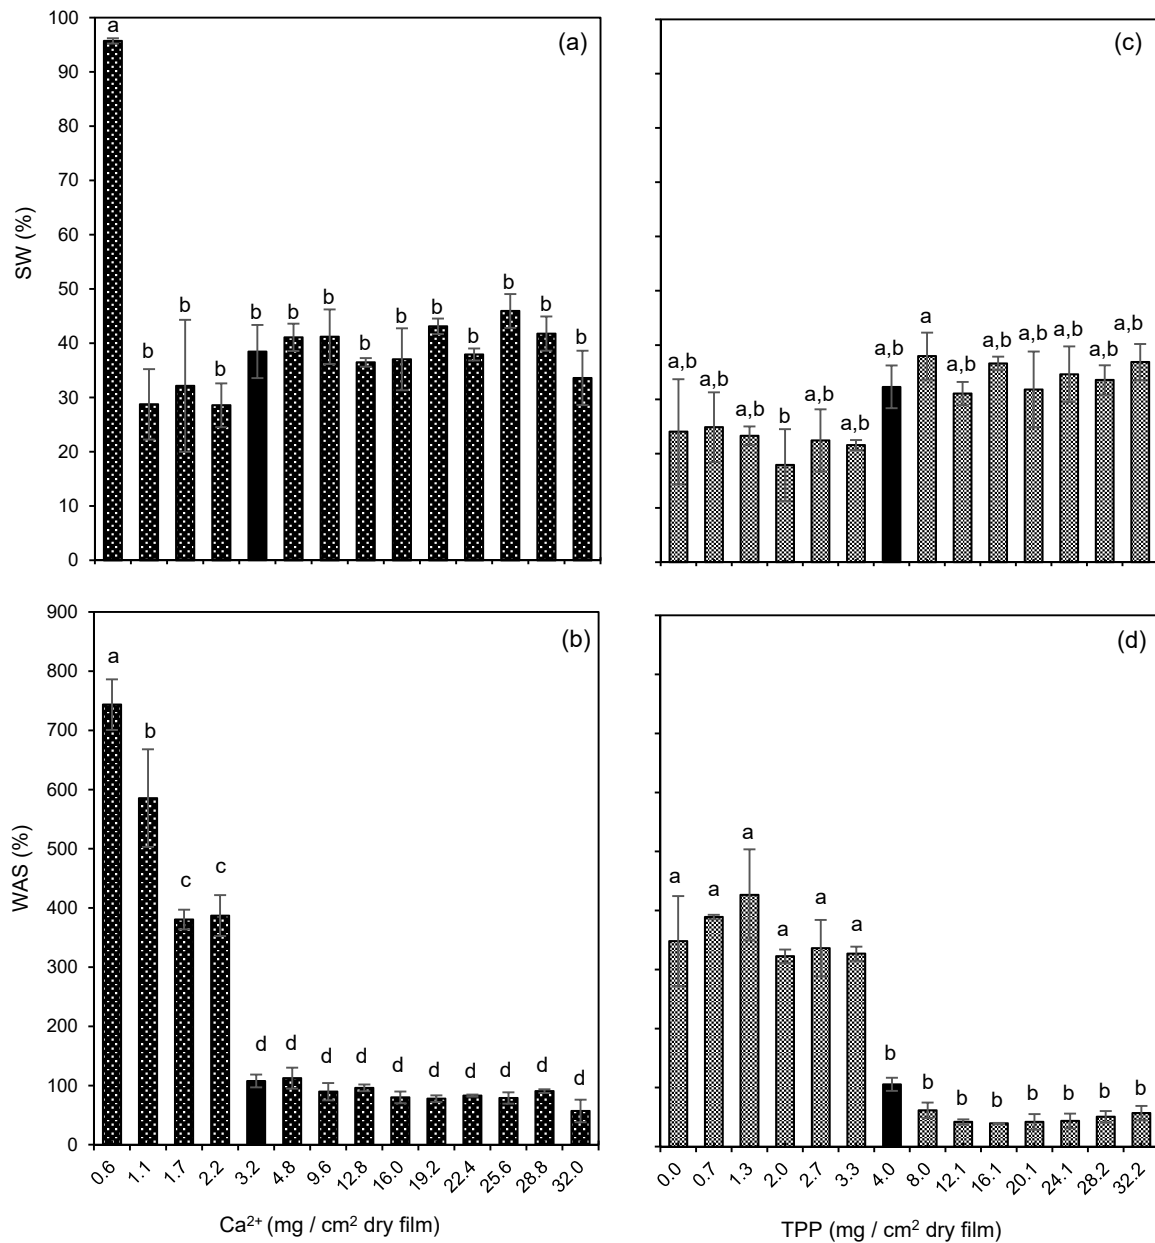 (a)
SW (%)
100
90
80
70
60
50
40
30
20
10
0
a
b
b
b
b
b
b
b
b
b
b
b
b
b
(c)
a,b
a,b
a,b
b
a,b
a,b
a,b
a
a,b
a,b
a,b
a,b
a,b
a,b
(b)
WAS (%)
900
800
700
600
500
400
300
200
100
0
a
b
c
c
d
d
d
d
d
d
d
d
d
d
0.6
1.1
1.7
2.2
3.2
4.8
9.6
12.8
16.0
19.2
22.4
25.6
28.8
32.0
Ca²⁺ (mg / cm² dry film)
(d)
a
a
a
a
a
a
b
b
b
b
b
b
b
b
0.0
0.7
1.3
2.0
2.7
3.3
4.0
8.0
12.1
16.1
20.1
24.1
28.2
32.2
TPP (mg / cm² dry film)